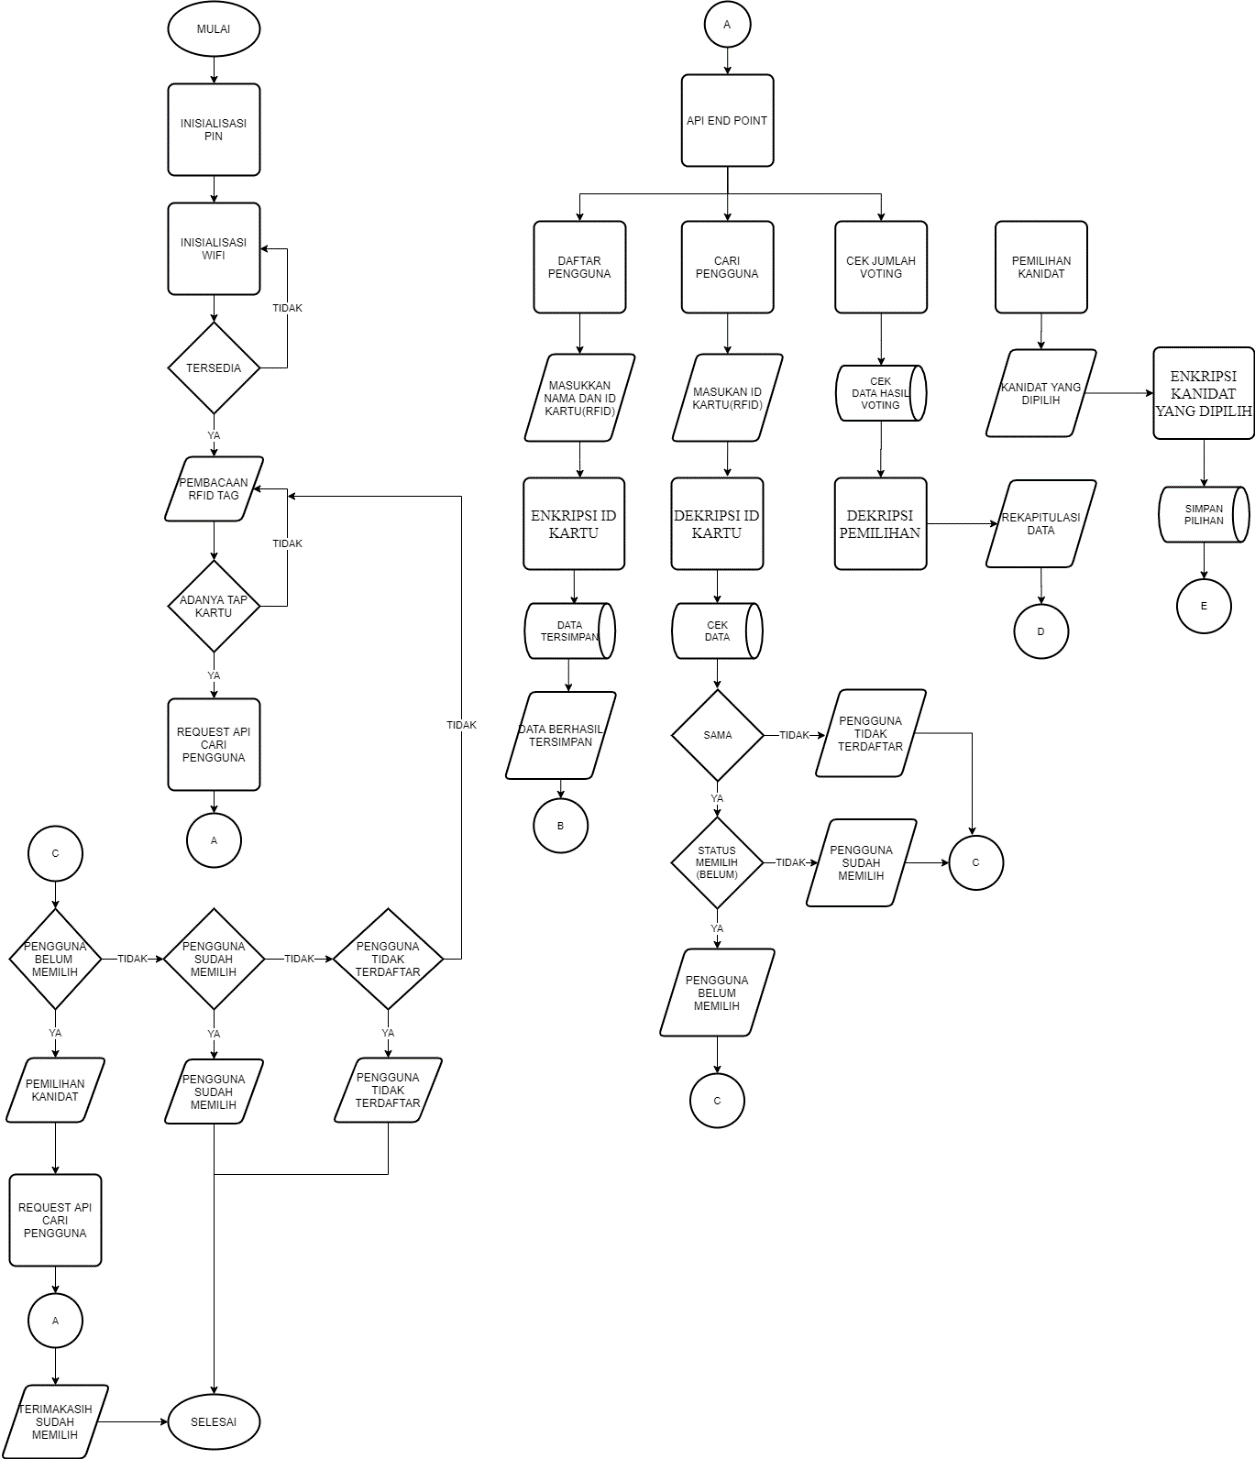 MULAI
INISIALISASI
PIN
INISIALISASI
WIFI
TIDAK
TERSEDIA
YA
PEMBACAAN
RFID TAG
TIDAK
ADANYA TAP
KARTU
YA
REQUEST API
CARI
PENGGUNA
A
C
PENGGUNA
BELUM
MEMILIH
TIDAK
PENGGUNA
SUDAH
MEMILIH
TIDAK
PENGGUNA
TIDAK
TERDAFTAR
TIDAK
YA
YA
YA
PEMILIHAN
KANIDAT
PENGGUNA
SUDAH
MEMILIH
PENGGUNA
TIDAK
TERDAFTAR
REQUEST API
CARI
PENGGUNA
A
TERIMAKASIH
SUDAH
MEMILIH
SELESAI
A
API END POINT
DAFTAR
PENGGUNA
CARI
PENGGUNA
CEK JUMLAH
VOTING
PEMILIHAN
KANIDAT
MASUKKAN
NAMA DAN ID
KARTU(RFID)
MASUKAN ID
KARTU(RFID)
CEK
DATA HASIL
VOTING
KANIDAT YANG
DIPILIH
ENKRIPSI
KANIDAT
YANG DIPILIH
ENKRIPSI ID
KARTU
DEKRIPSI ID
KARTU
DEKRIPSI
PEMILIHAN
REKAPITULASI
DATA
SIMPAN
PILIHAN
E
D
DATA
TERSIMPAN
CEK
DATA
DATA BERHASIL
TERSIMPAN
B
SAMA
TIDAK
PENGGUNA
TIDAK
TERDAFTAR
YA
STATUS
MEMILIH
(BELUM)
TIDAK
PENGGUNA
SUDAH
MEMILIH
C
YA
PENGGUNA
BELUM
MEMILIH
C